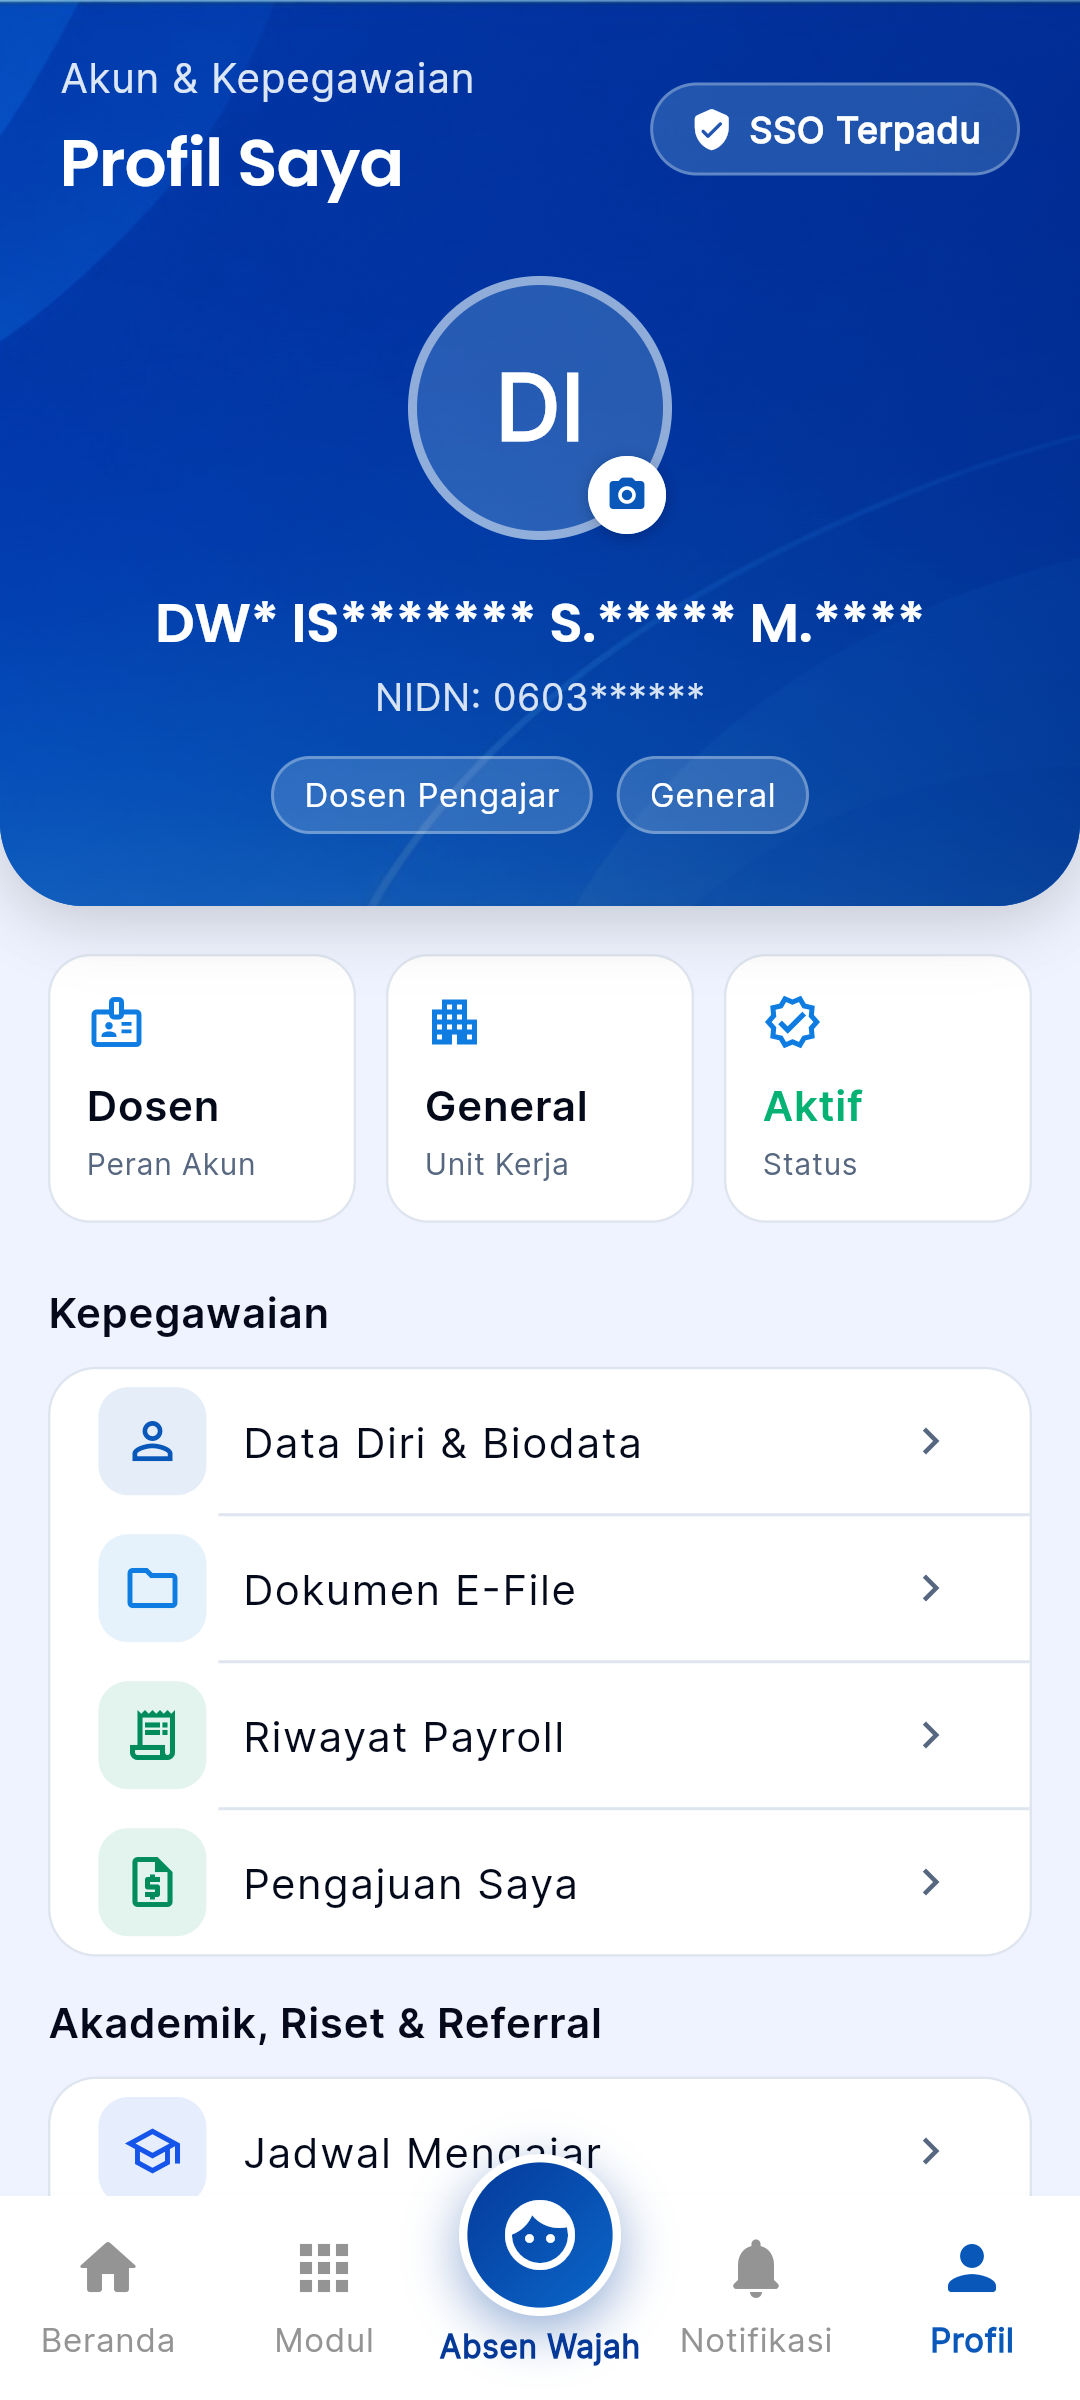 Akun & Kepegawaian
Profil Saya
SSO Terpadu
DI
DW* IS******* S.***** M.****
NIDN: 0603******
Dosen Pengajar
General
Dosen
Peran Akun
General
Unit Kerja
Aktif
Status
Kepegawaian
Data Diri & Biodata
Dokumen E-File
Riwayat Payroll
Pengajuan Saya
Akademik, Riset & Referral
Jadwal Mengajar
Beranda
Modul
Absen Wajah
Notifikasi
Profil